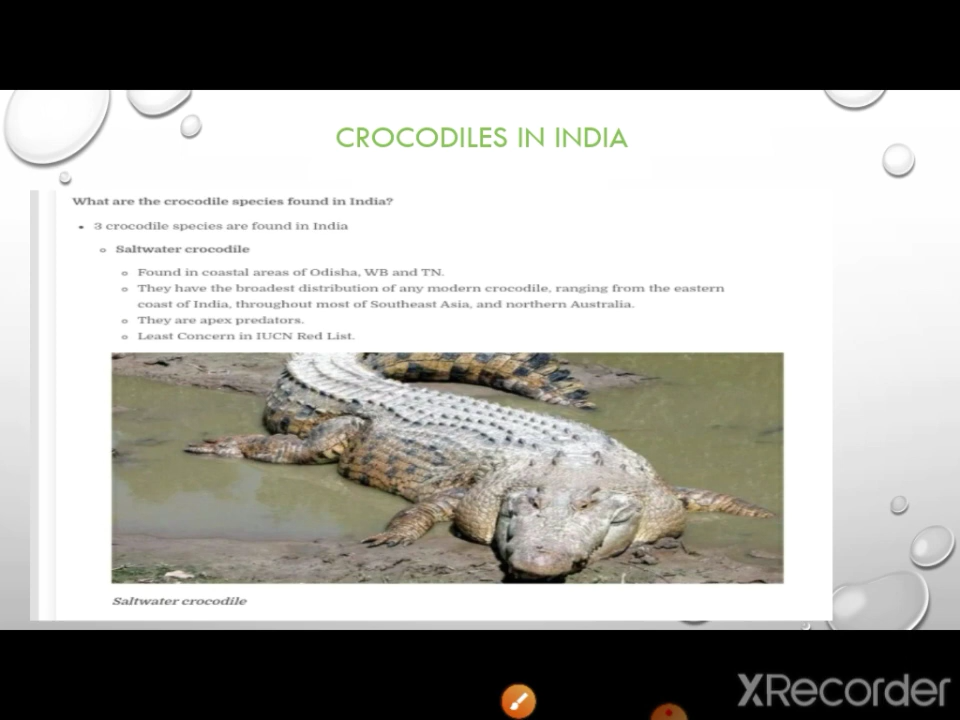 CROCODILES IN INDIA
What are the crocodile species found in India?
3 crocodile species are found in India
Saltwater crocodile
Found in coastal areas of Odisha, WB and TN.
They have the broadest distribution of any modern crocodile, ranging from the eastern
coast of India, throughout most of Southeast Asia, and northern Australia.
They are apex predators.
Least Concern in IUCN Red List.
Saltwater crocodile
XRecorder